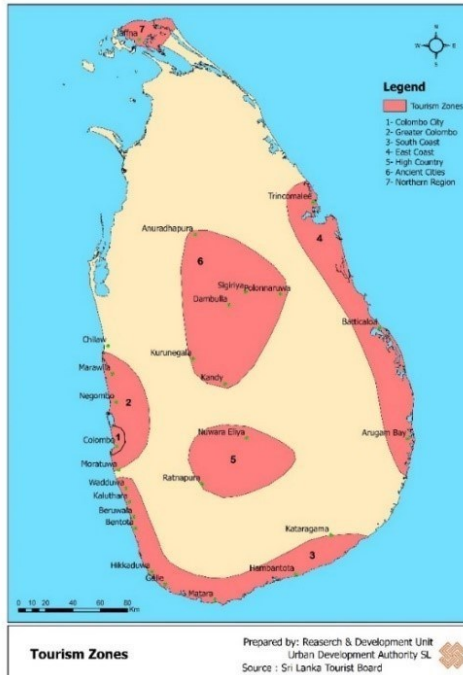 7
Jaffna
N
W E
S
Legend
Tourism Zones
1- Colombo City
2- Greater Colombo
3- South Coast
4- East Coast
5- High Country
6- Ancient Cities
7- Northern Region
Trincomalee
Anuradhapura
4
6
Sigiriya
Polonnaruwa
Dambulla
Batticaloa
Chilaw
Kurunegala
Marawila
Kandy
Negombo
2
Nuwara Eliya
Arugam Bay
Colombo
1
5
Moratuwa
Ratnapura
Wadduwa
Kaluthara
Beruwala
Bentota
Kataragama
3
Hikkaduwa
Hambantota
Galle
Matara
0 10 20 40 60 80
Km
Tourism Zones
Prepared by: Reaserch & Development Unit
Urban Development Authority SL
Source : Sri Lanka Tourist Board